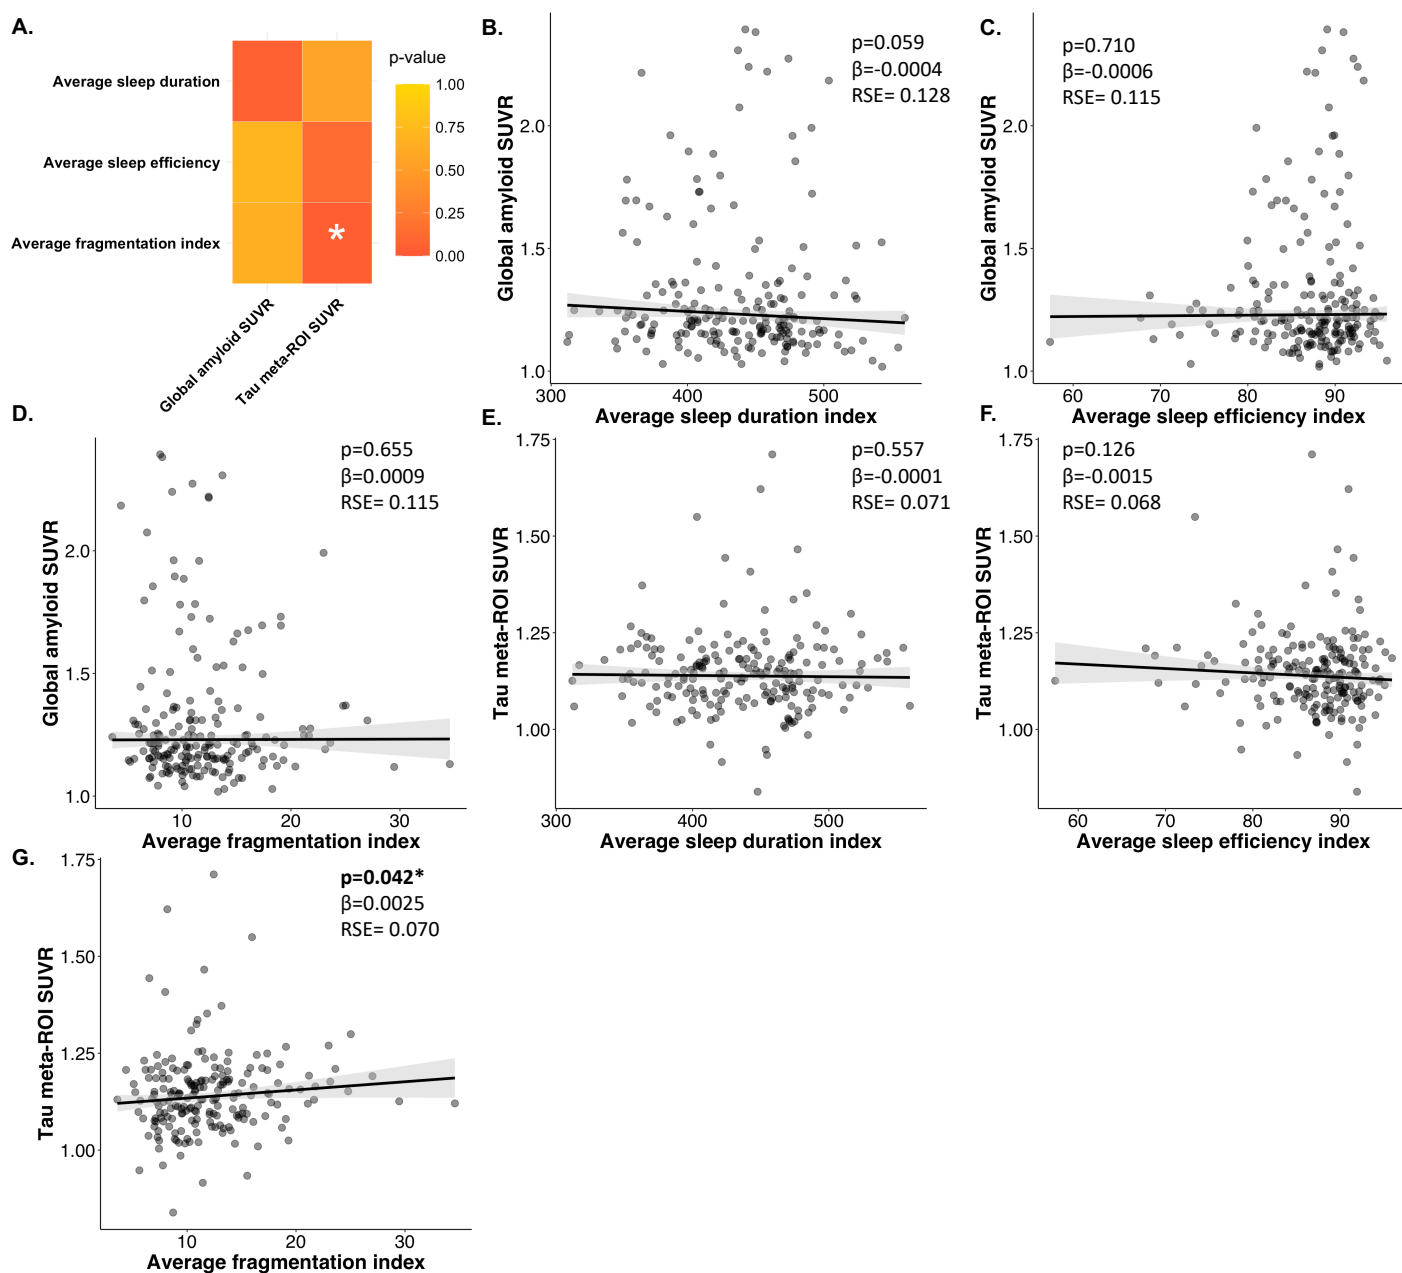 A.
Average sleep duration
Average sleep efficiency
Average fragmentation index
*
Global amyloid SUVR
Tau meta-ROI SUVR
p-value
1.00
0.75
0.50
0.25
0.00
B.
p=0.059
β=-0.0004
RSE= 0.128
Global amyloid SUVR
2.0
1.5
1.0
300 400 500
Average sleep duration index
C.
p=0.710
β=-0.0006
RSE= 0.115
Global amyloid SUVR
2.0
1.5
1.0
60 70 80 90
Average sleep efficiency index
D.
p=0.655
β=0.0009
RSE= 0.115
Global amyloid SUVR
2.0
1.5
1.0
10 20 30
Average fragmentation index
E.
p=0.557
β=-0.0001
RSE= 0.071
Tau meta-ROI SUVR
1.75
1.50
1.25
1.00
300 400 500
Average sleep duration index
F.
p=0.126
β=-0.0015
RSE= 0.068
Tau meta-ROI SUVR
1.75
1.50
1.25
1.00
60 70 80 90
Average sleep efficiency index
G.
p=0.042*
β=0.0025
RSE= 0.070
Tau meta-ROI SUVR
1.75
1.50
1.25
1.00
10 20 30
Average fragmentation index